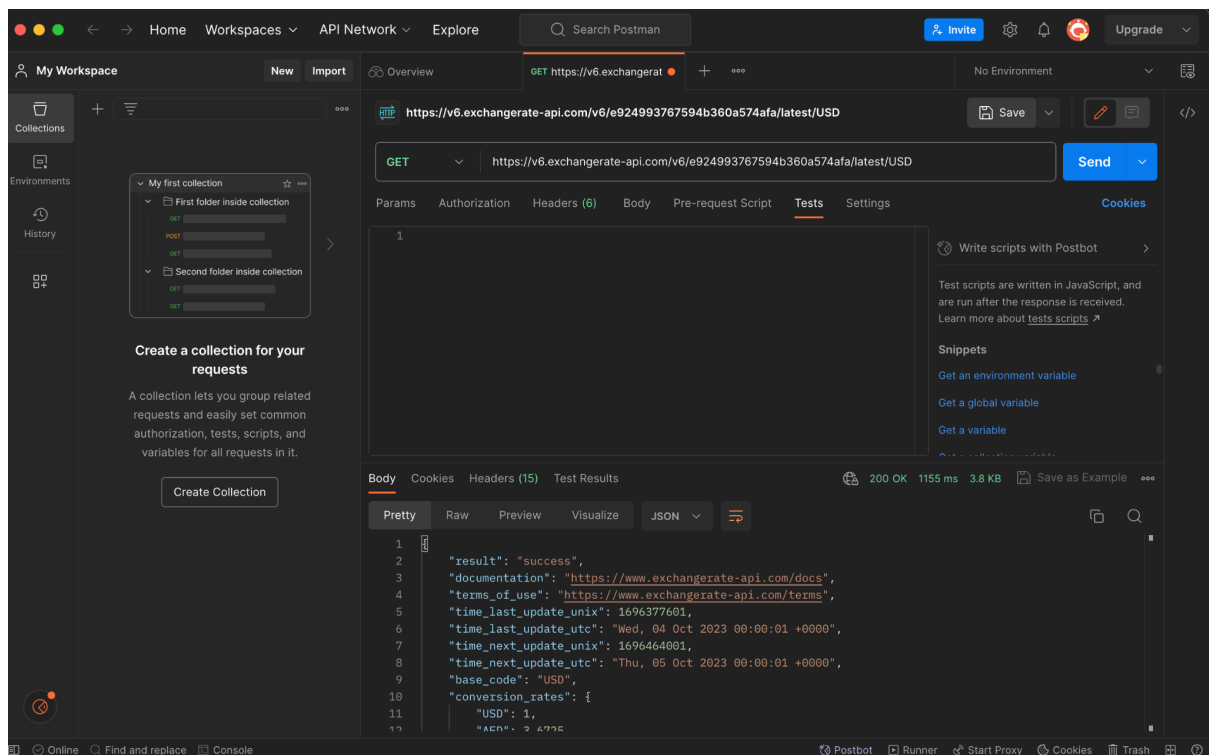 Home Workspaces API Network Explore Search Postman Invite Upgrade
My Workspace New Import Overview GET https://v6.exchangerat No Environment
Collections
Environments
History
My first collection
First folder inside collection
GET
POST
GET
Second folder inside collection
GET
GET
Create a collection for your
requests
A collection lets you group related
requests and easily set common
authorization, tests, scripts, and
variables for all requests in it.
Create Collection
HTTP https://v6.exchangerate-api.com/v6/e924993767594b360a574afa/latest/USD Save
GET https://v6.exchangerate-api.com/v6/e924993767594b360a574afa/latest/USD Send
Params Authorization Headers (6) Body Pre-request Script Tests Settings Cookies
1
Write scripts with Postbot
Test scripts are written in JavaScript, and
are run after the response is received.
Learn more about tests scripts
Snippets
Get an environment variable
Get a global variable
Get a variable
Body Cookies Headers (15) Test Results 200 OK 1155 ms 3.8 KB Save as Example
Pretty Raw Preview Visualize JSON
1 {
2 "result": "success",
3 "documentation": "https://www.exchangerate-api.com/docs",
4 "terms_of_use": "https://www.exchangerate-api.com/terms",
5 "time_last_update_unix": 1696377601,
6 "time_last_update_utc": "Wed, 04 Oct 2023 00:00:01 +0000",
7 "time_next_update_unix": 1696464001,
8 "time_next_update_utc": "Thu, 05 Oct 2023 00:00:01 +0000",
9 "base_code": "USD",
10 "conversion_rates": {
11 "USD": 1,
12 "AED": 3.6725
Online Find and replace Console Postbot Runner Start Proxy Cookies Trash